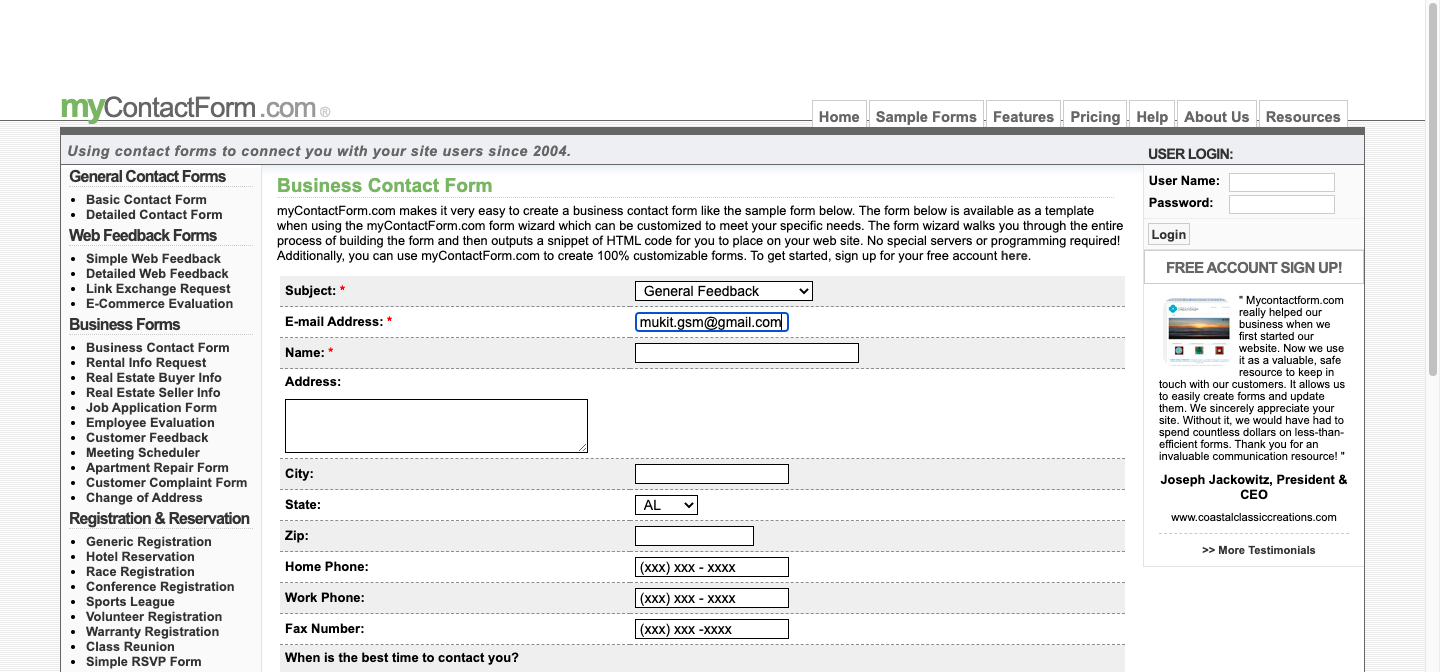 myContactForm.com ®
Home
Sample Forms
Features
Pricing
Help
About Us
Resources
Using contact forms to connect you with your site users since 2004.
USER LOGIN:
General Contact Forms
Basic Contact Form
Detailed Contact Form
Web Feedback Forms
Simple Web Feedback
Detailed Web Feedback
Link Exchange Request
E-Commerce Evaluation
Business Forms
Business Contact Form
Rental Info Request
Real Estate Buyer Info
Real Estate Seller Info
Job Application Form
Employee Evaluation
Customer Feedback
Meeting Scheduler
Apartment Repair Form
Customer Complaint Form
Change of Address
Registration & Reservation
Generic Registration
Hotel Reservation
Race Registration
Conference Registration
Sports League
Volunteer Registration
Warranty Registration
Class Reunion
Simple RSVP Form
Business Contact Form
myContactForm.com makes it very easy to create a business contact form like the sample form below. The form below is available as a template
when using the myContactForm.com form wizard which can be customized to meet your specific needs. The form wizard walks you through the entire
process of building the form and then outputs a snippet of HTML code for you to place on your web site. No special servers or programming required!
Additionally, you can use myContactForm.com to create 100% customizable forms. To get started, sign up for your free account here.
Subject: * General Feedback
E-mail Address: * mukit.gsm@gmail.com
Name: *
Address:
City:
State: AL
Zip:
Home Phone: (xxx) xxx - xxxx
Work Phone: (xxx) xxx - xxxx
Fax Number: (xxx) xxx -xxxx
When is the best time to contact you?
User Name:
Password:
Login
FREE ACCOUNT SIGN UP!
" Mycontactform.com
really helped our
business when we
first started our
website. Now we use
it as a valuable, safe
resource to keep in
touch with our customers. It allows us
to easily create forms and update
them. We sincerely appreciate your
site. Without it, we would have had to
spend countless dollars on less-than-
efficient forms. Thank you for an
invaluable communication resource! "
Joseph Jackowitz, President &
CEO
www.coastalclassiccreations.com
>> More Testimonials